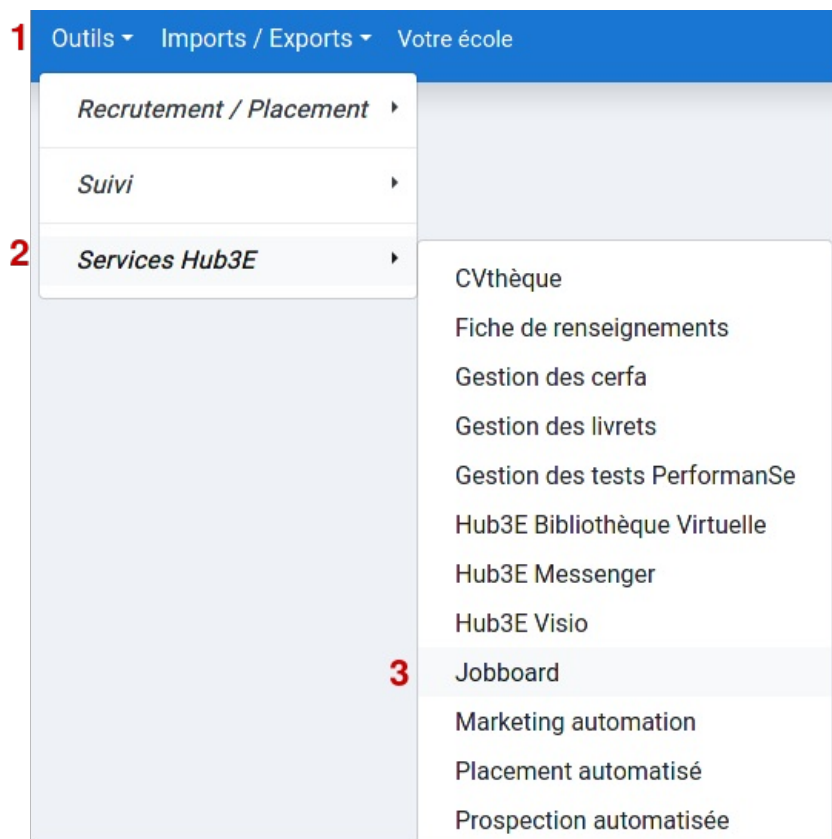 1 Outils Imports / Exports Votre école
Recrutement / Placement
Suivi
2 Services Hub3E
CVthèque
Fiche de renseignements
Gestion des cerfa
Gestion des livrets
Gestion des tests PerformanSe
Hub3E Bibliothèque Virtuelle
Hub3E Messenger
Hub3E Visio
3 Jobboard
Marketing automation
Placement automatisé
Prospection automatisée